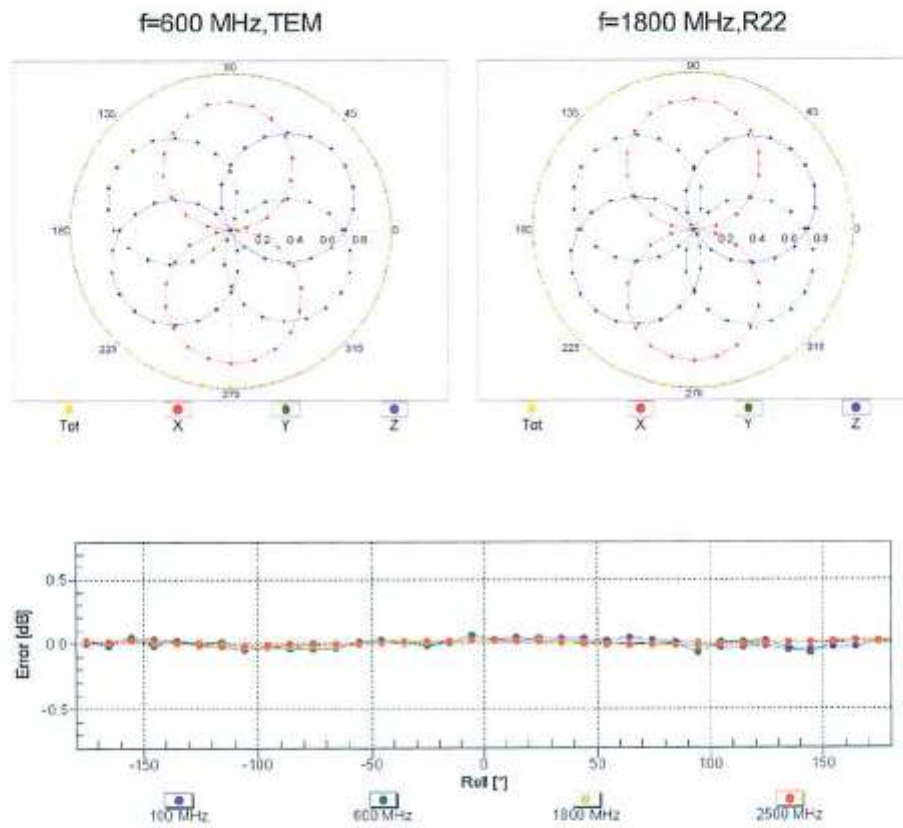 f=600 MHz,TEM
f=1800 MHz,R22
90
135
45
180
0.2 0.4 0.6 0.8
0
225
315
270
Tot X Y Z
90
135
45
180
0.2 0.4 0.6 0.8
0
225
315
270
Tot X Y Z
Error [dB]
0.5
0.0
-0.5
-150 -100 -50 0 50 100 150
Roll [°]
100 MHz 600 MHz 1800 MHz 2500 MHz